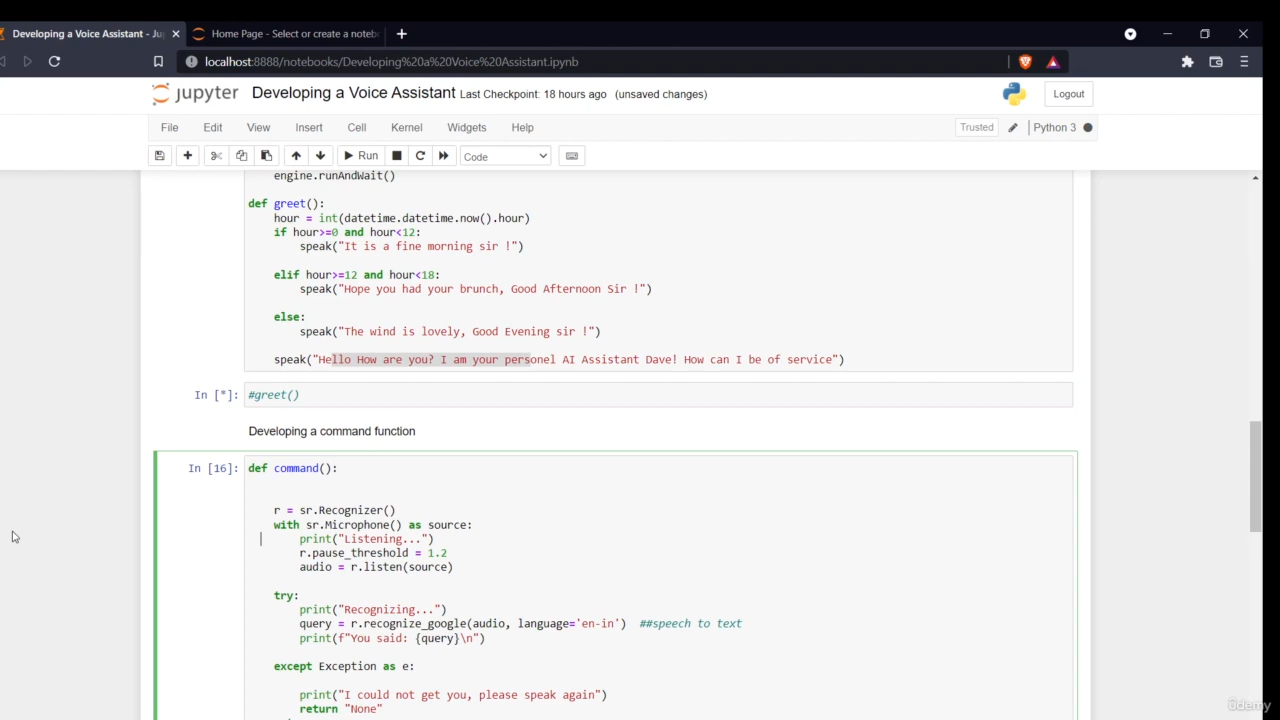 Developing a Voice Assistant - Ju
Home Page - Select or create a noteb
localhost:8888/notebooks/Developing%20a%20Voice%20Assistant.ipynb
jupyter Developing a Voice Assistant Last Checkpoint: 18 hours ago (unsaved changes) Logout
File Edit View Insert Cell Kernel Widgets Help Trusted Python 3
Run Code
engine.runAndWait()
def greet():
hour = int(datetime.datetime.now().hour)
if hour>=0 and hour<12:
speak("It is a fine morning sir !")
elif hour>=12 and hour<18:
speak("Hope you had your brunch, Good Afternoon Sir !")
else:
speak("The wind is lovely, Good Evening sir !")
speak("Hello How are you? I am your personel AI Assistant Dave! How can I be of service")
In [*]: #greet()
Developing a command function
In [16]: def command():
r = sr.Recognizer()
with sr.Microphone() as source:
print("Listening...")
r.pause_threshold = 1.2
audio = r.listen(source)
try:
print("Recognizing...")
query = r.recognize_google(audio, language='en-in') ##speech to text
print(f"You said: {query}\n")
except Exception as e:
print("I could not get you, please speak again")
return "None"
ûdemy